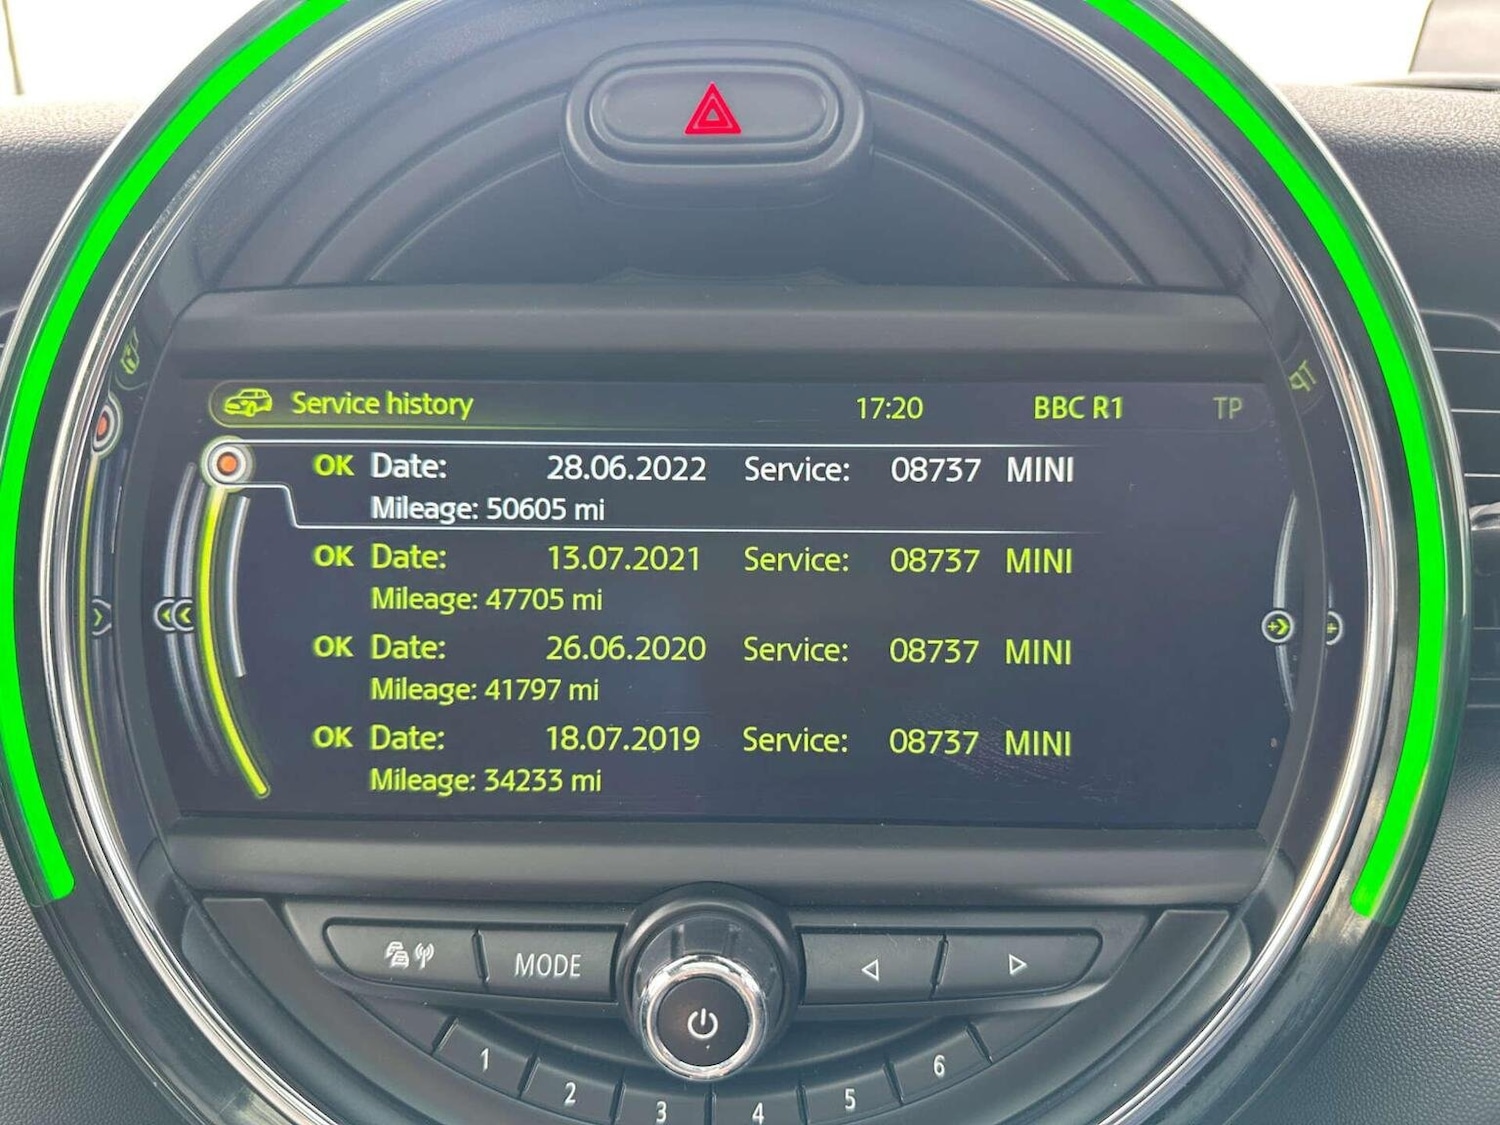 Service history 17:20 BBC R1 TP
OK Date: 28.06.2022 Service: 08737 MINI
Mileage: 50605 mi
OK Date: 13.07.2021 Service: 08737 MINI
Mileage: 47705 mi
OK Date: 26.06.2020 Service: 08737 MINI
Mileage: 41797 mi
OK Date: 18.07.2019 Service: 08737 MINI
Mileage: 34233 mi
MODE
1 2 3 4 5 6